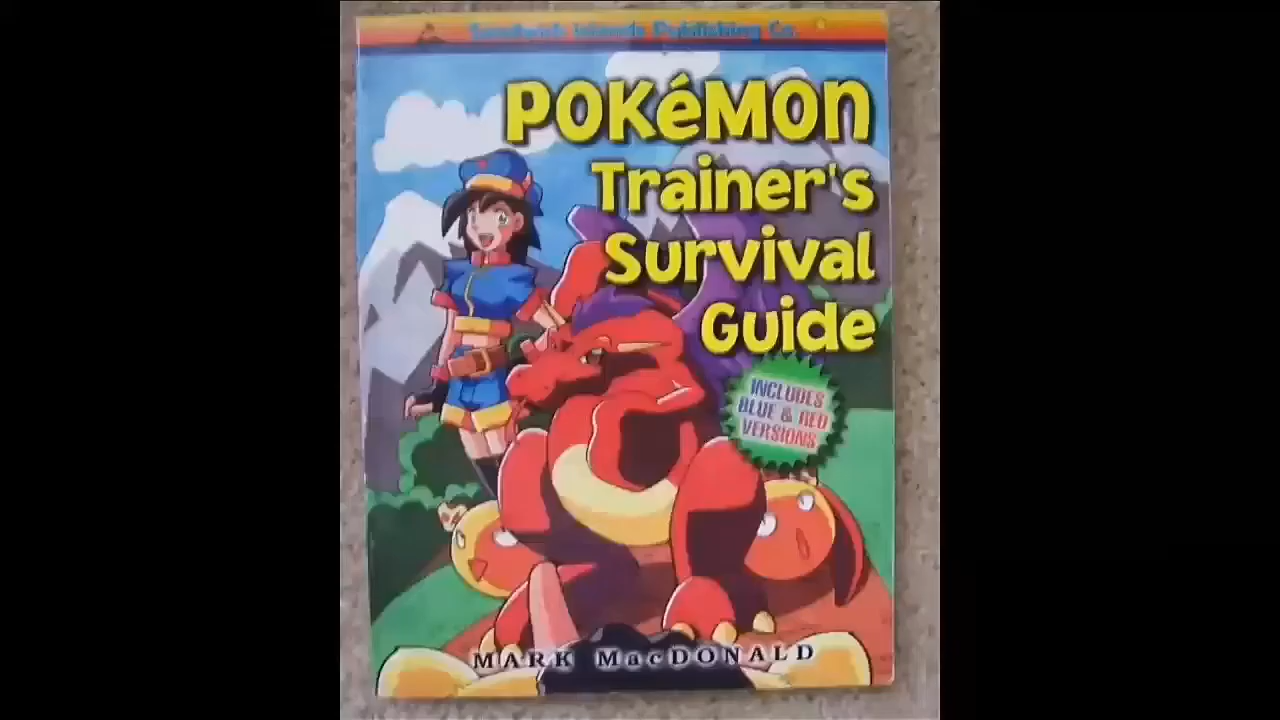 Sandwich Islands Publishing Co.
POKéMON
Trainer's
Survival
Guide
INCLUDES
BLUE & RED
VERSIONS
MARK MacDONALD